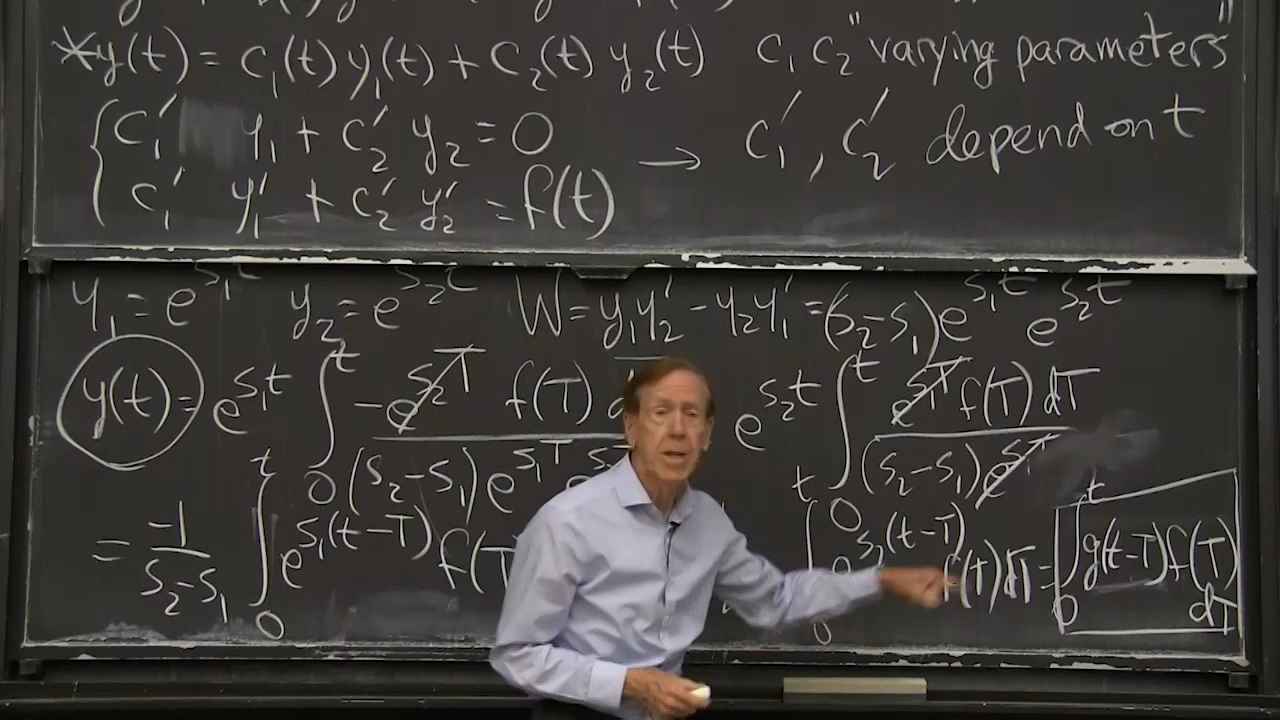 *y(t) = c₁(t) y₁(t) + c₂(t) y₂(t) c₁ c₂ "varying parameters"
c₁' y₁ + c₂' y₂ = 0
→ c₁', c₂' depend on t
c₁' y₁' + c₂' y₂' = f(t)
y₁ = e^{s₁t} y₂ = e^{s₂t} W = y₁y₂' - y₂y₁' = (s₂-s₁)e^{s₁t} e^{s₂t}
y(t) = e^{s₁t} ∫₀^t -e^{s₂T} f(T) / (s₂-s₁)e^{s₁T} e^{s₂T} e^{s₂t} ∫₀^t e^{s₁T} f(T) dT / (s₂-s₁)e^{s₁T}
= -1/(s₂-s₁) ∫₀^t e^{s₁(t-T)} f(T ∫₀^t e^{s₂(t-T)} f(T)dT = ∫₀^t g(t-T)f(T) dT